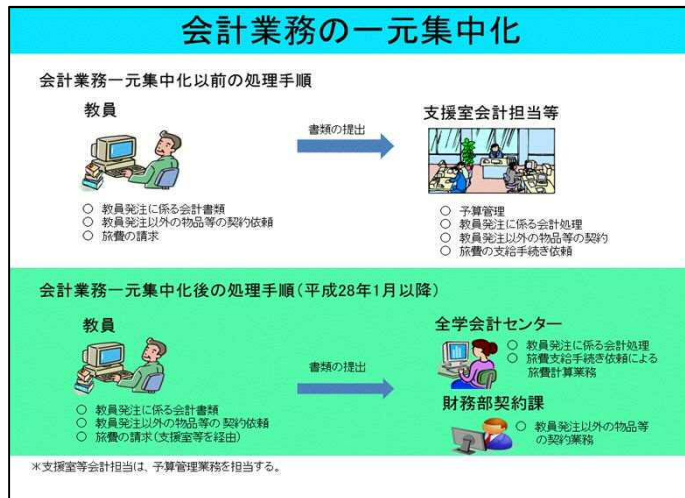 会計業務の一元集中化
会計業務一元集中化以前の処理手順
教員
書類の提出
支援室会計担当等
○ 教員発注に係る会計書類
○ 教員発注以外の物品等の契約依頼
○ 旅費の請求
○ 予算管理
○ 教員発注に係る会計処理
○ 教員発注以外の物品等の契約
○ 旅費の支給手続き依頼
会計業務一元集中化後の処理手順(平成28年1月以降)
教員
書類の提出
全学会計センター
○ 教員発注に係る会計処理
○ 旅費支給手続き依頼による
旅費計算業務
財務部契約課
○ 教員発注以外の物品等
の契約業務
○ 教員発注に係る会計書類
○ 教員発注以外の物品等の 契約依頼
○ 旅費の請求(支援室等を経由)
*支援室等会計担当は、予算管理業務を担当する。